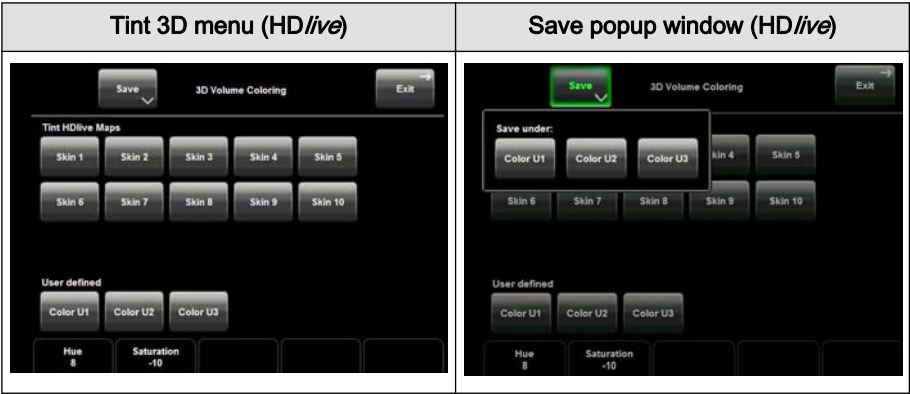 Tint 3D menu (HDlive)
Save popup window (HDlive)
Save 3D Volume Coloring Exit
Tint HDlive Maps
Skin 1 Skin 2 Skin 3 Skin 4 Skin 5
Skin 6 Skin 7 Skin 8 Skin 9 Skin 10
User defined
Color U1 Color U2 Color U3
Hue Saturation
8 -10
Save 3D Volume Coloring Exit
Save under:
Color U1 Color U2 Color U3 kin 4 Skin 5
Skin 6 Skin 7 Skin 8 Skin 9 Skin 10
User defined
Color U1 Color U2 Color U3
Hue Saturation
8 -10